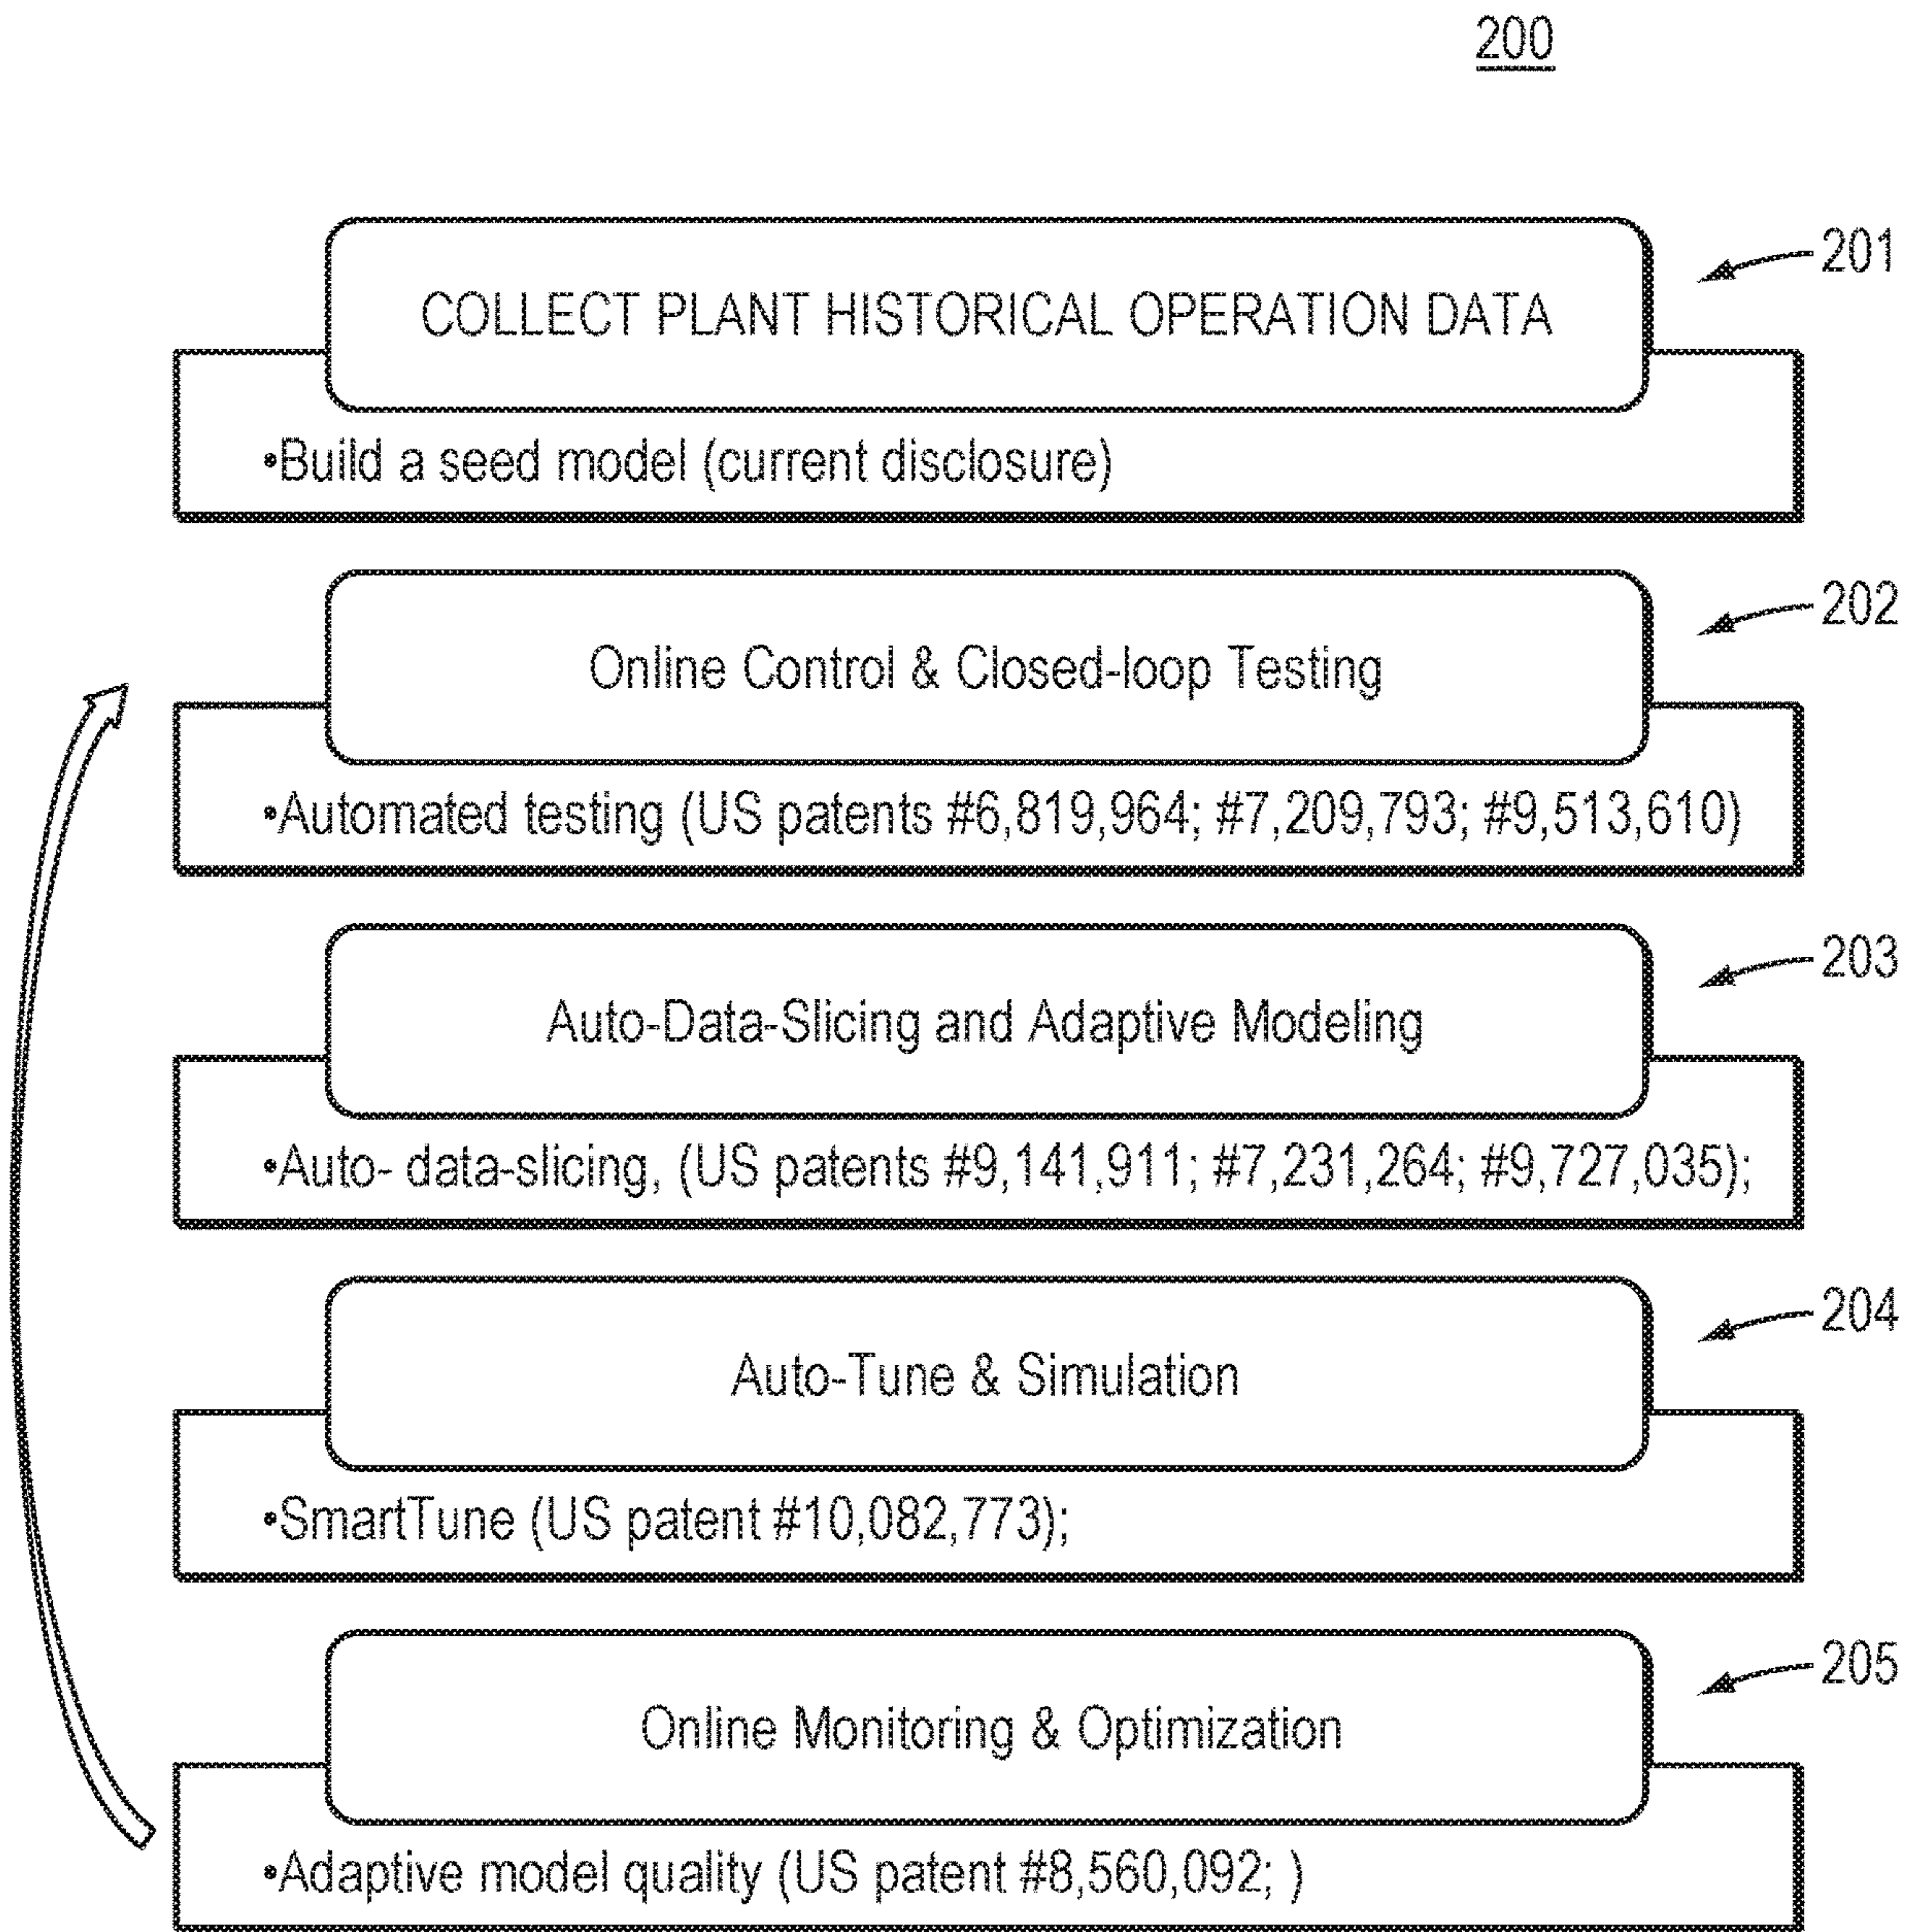 200
COLLECT PLANT HISTORICAL OPERATION DATA
201
•Build a seed model (current disclosure)
Online Control & Closed-loop Testing
202
•Automated testing (US patents #6,819,964; #7,209,793; #9,513,610)
Auto-Data-Slicing and Adaptive Modeling
203
•Auto- data-slicing, (US patents #9,141,911; #7,231,264; #9,727,035);
Auto-Tune & Simulation
204
•SmartTune (US patent #10,082,773);
Online Monitoring & Optimization
205
•Adaptive model quality (US patent #8,560,092; )